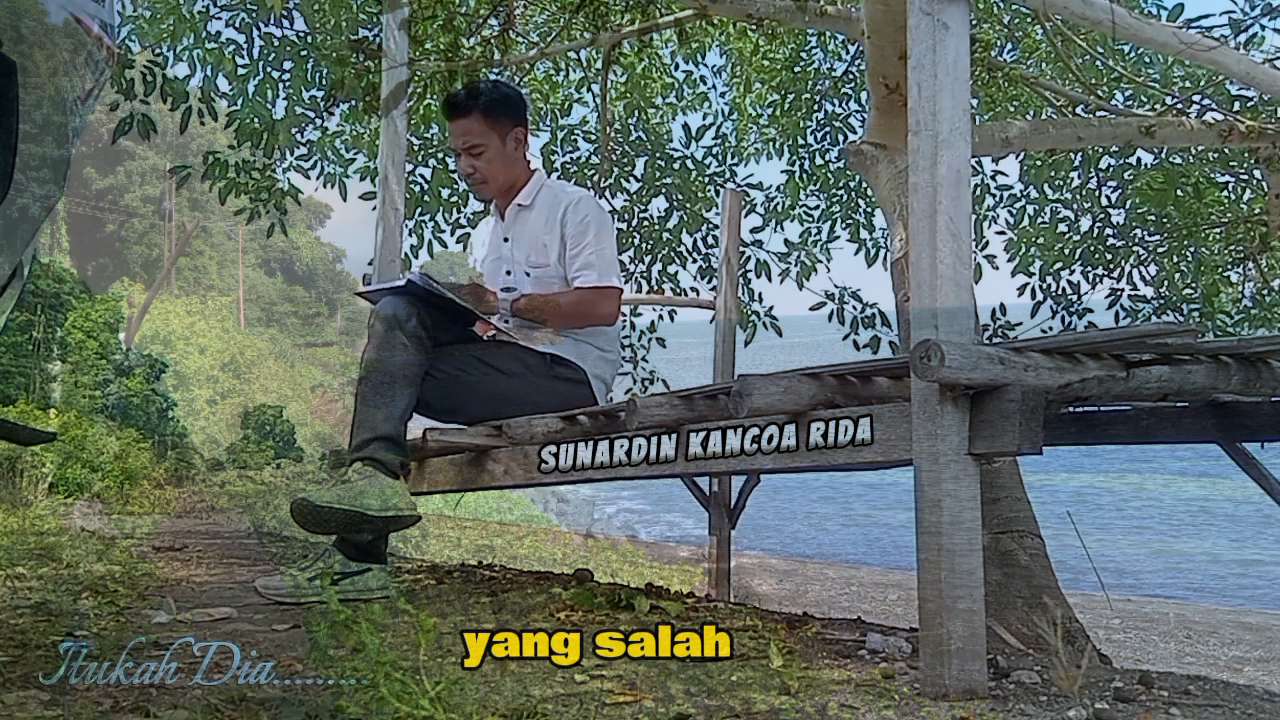 SUNARDIN KANCOA RIDA
yang salah
Itukah Dia.........